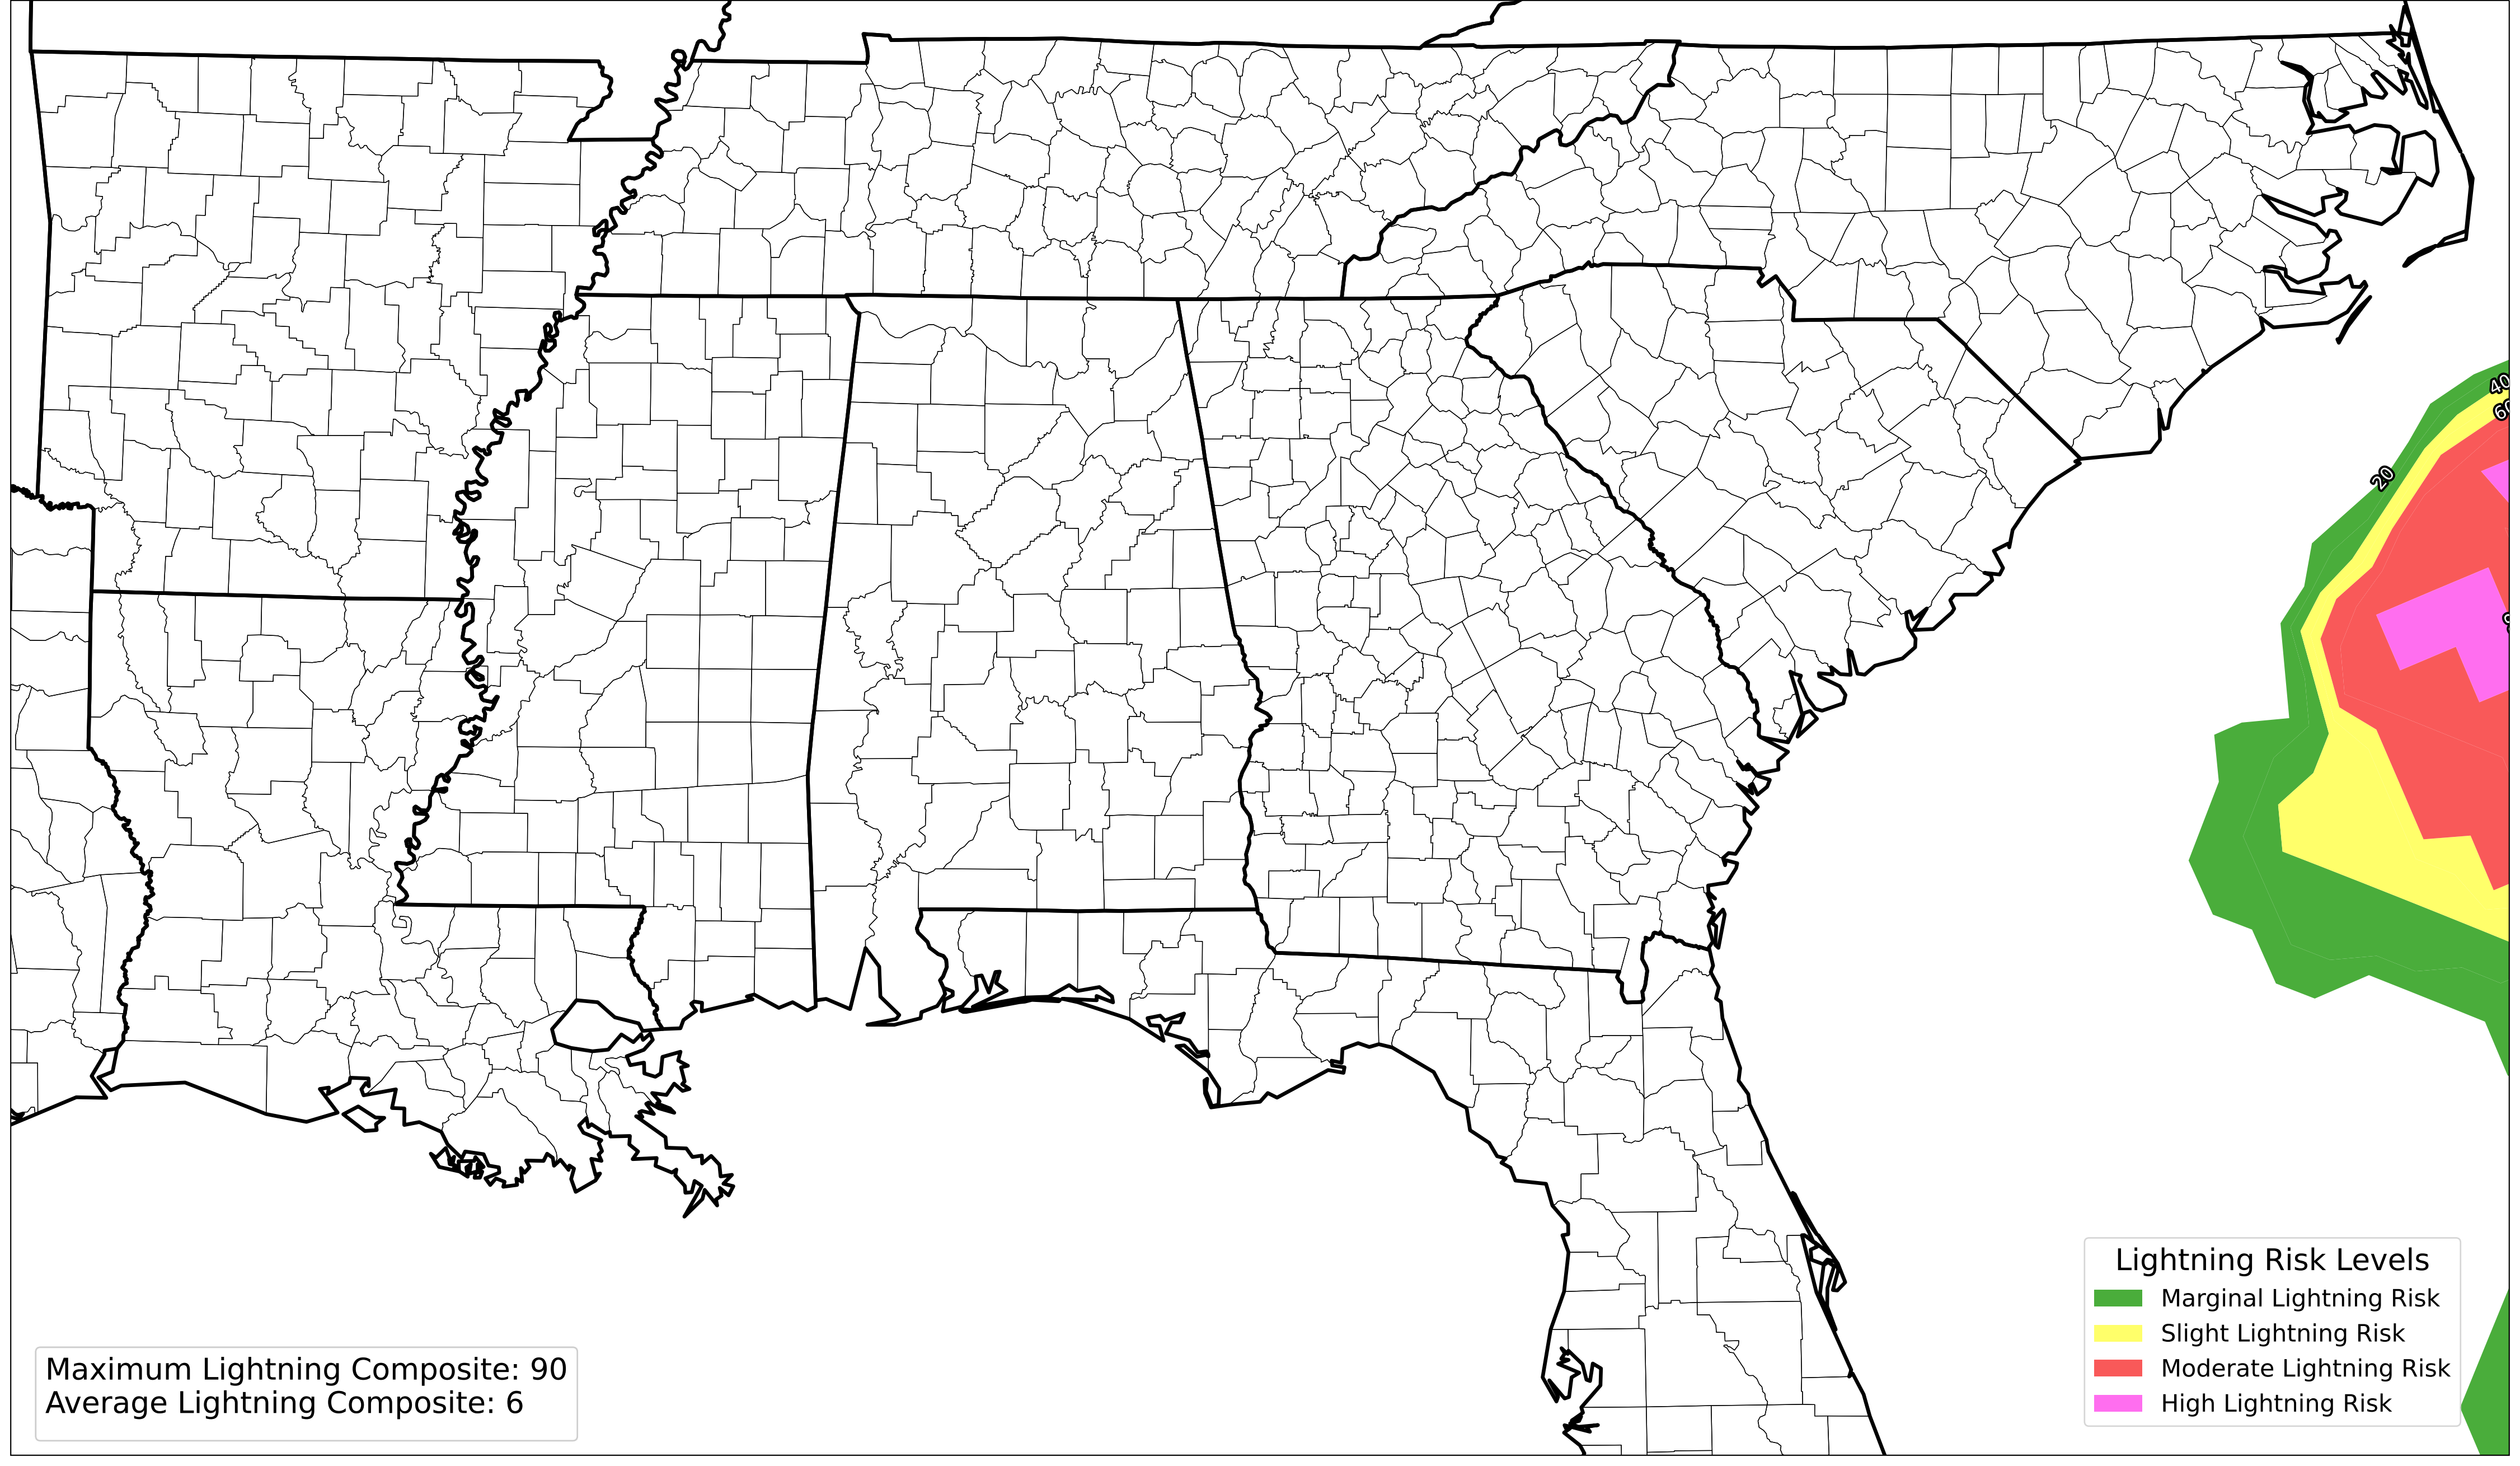 40
20
Lightning Risk Levels
Marginal Lightning Risk
Slight Lightning Risk
Moderate Lightning Risk
High Lightning Risk
Maximum Lightning Composite: 90
Average Lightning Composite: 6